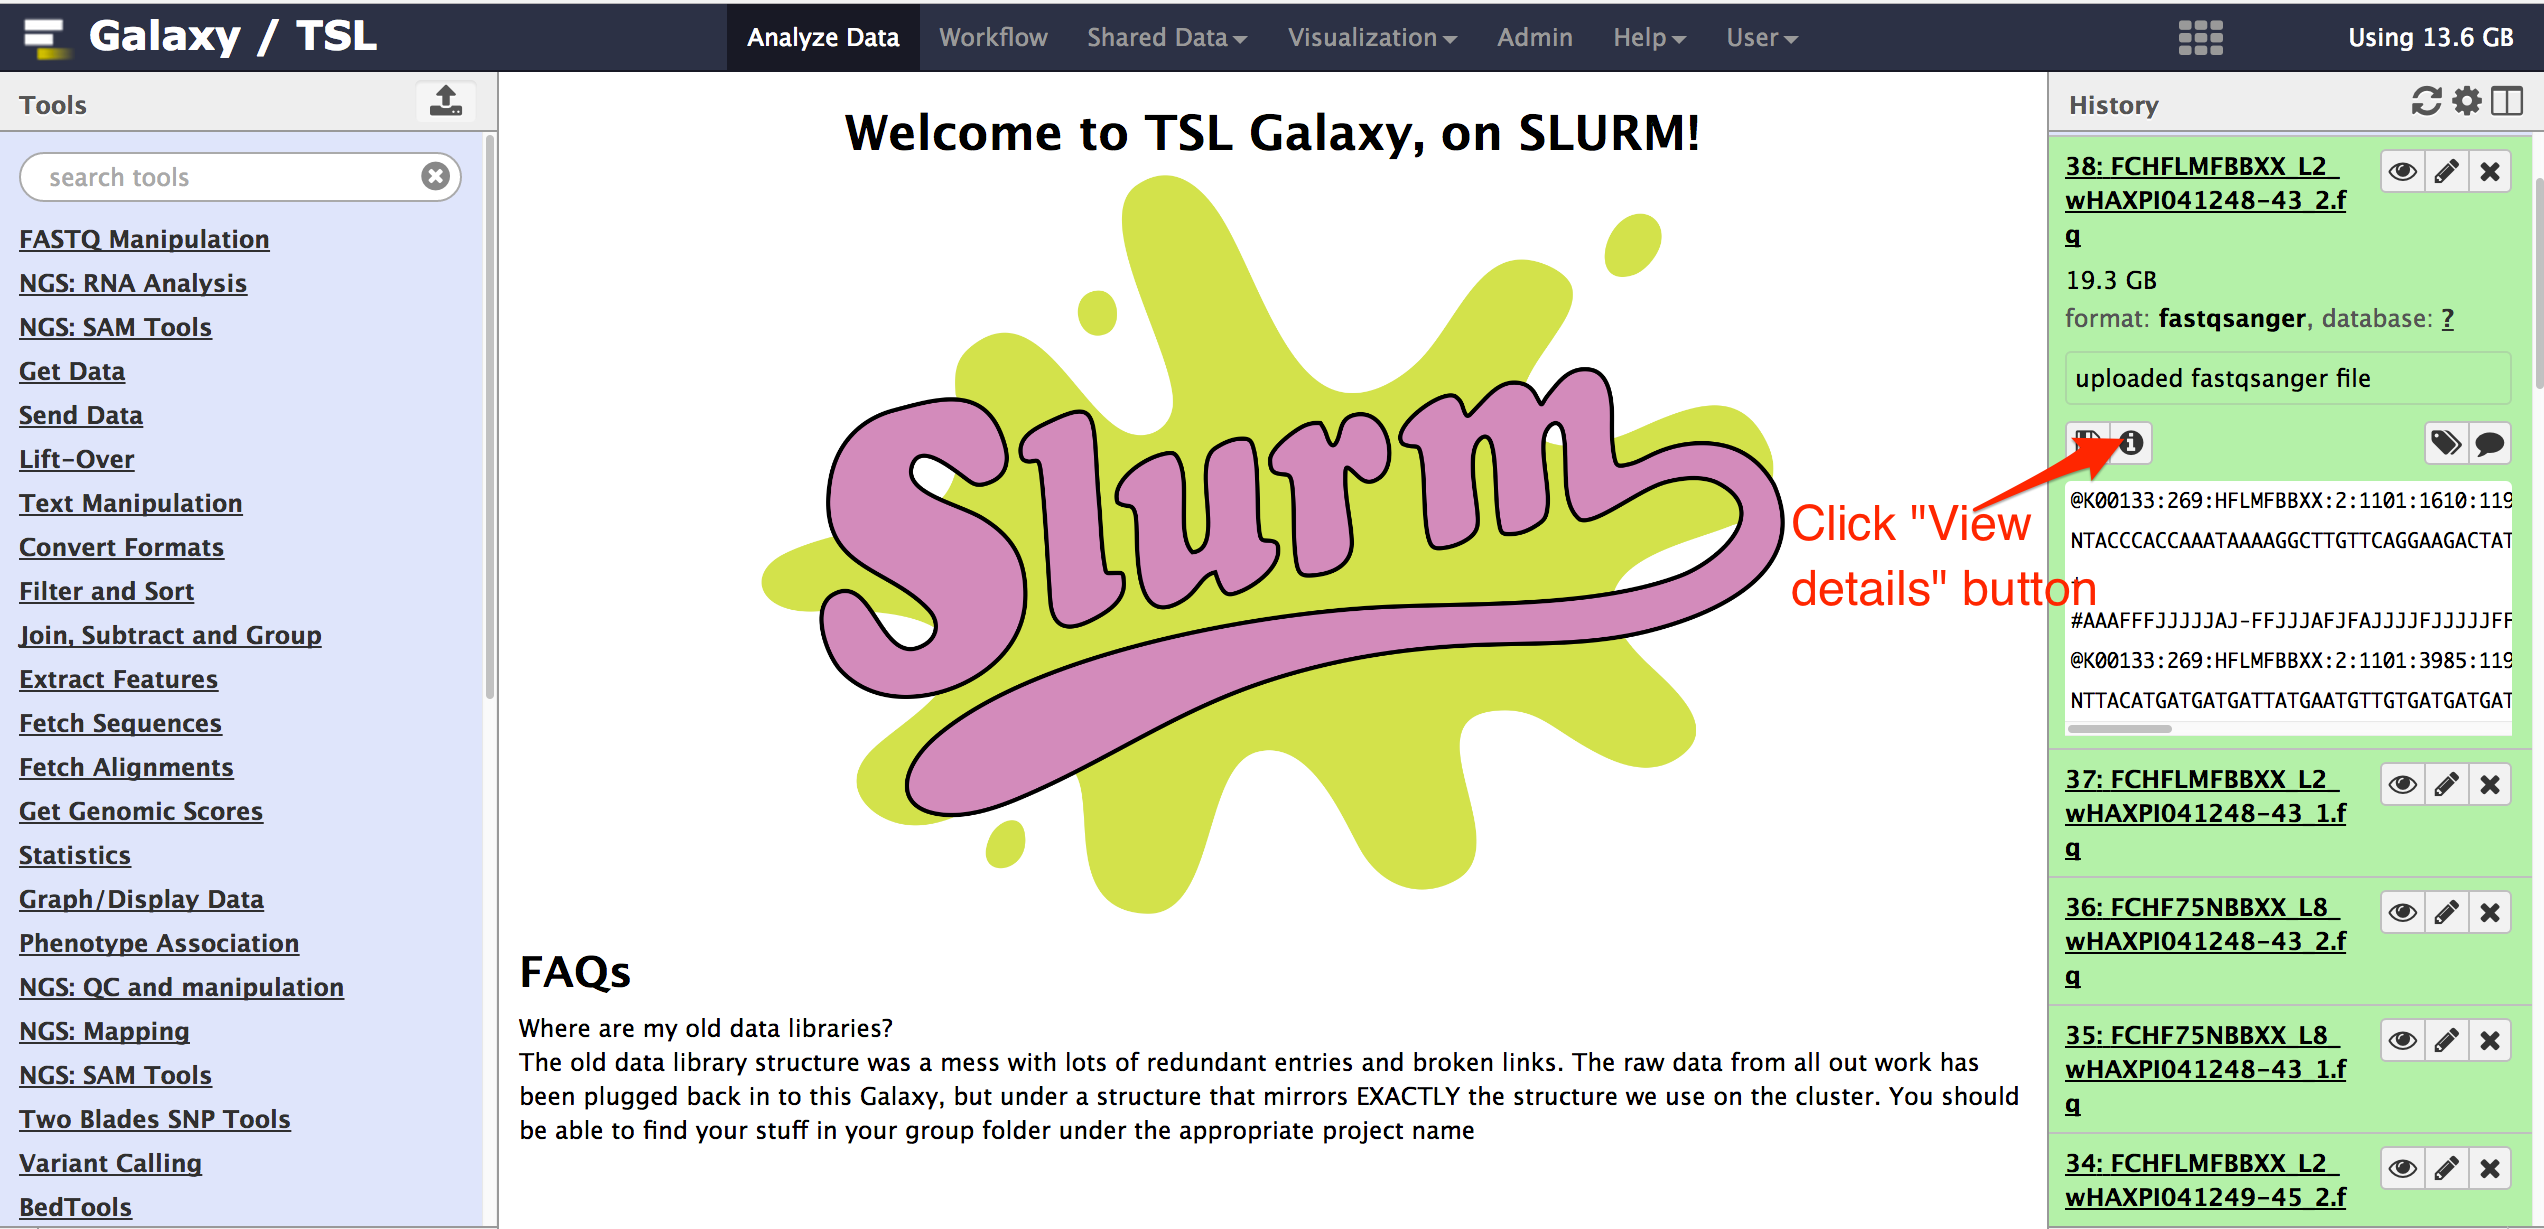 Galaxy / TSL
Analyze Data
Workflow
Shared Data
Visualization
Admin
Help
User
Using 13.6 GB
Tools
search tools
FASTQ Manipulation
NGS: RNA Analysis
NGS: SAM Tools
Get Data
Send Data
Lift-Over
Text Manipulation
Convert Formats
Filter and Sort
Join, Subtract and Group
Extract Features
Fetch Sequences
Fetch Alignments
Get Genomic Scores
Statistics
Graph/Display Data
Phenotype Association
NGS: QC and manipulation
NGS: Mapping
NGS: SAM Tools
Two Blades SNP Tools
Variant Calling
BedTools
Welcome to TSL Galaxy, on SLURM!
Slurm
FAQs
Where are my old data libraries?
The old data library structure was a mess with lots of redundant entries and broken links. The raw data from all out work has
been plugged back in to this Galaxy, but under a structure that mirrors EXACTLY the structure we use on the cluster. You should
be able to find your stuff in your group folder under the appropriate project name
Click "View
details" button
History
38: FCHFLMFBBXX_L2_
wHAXPI041248-43_2.f
q
19.3 GB
format: fastqsanger, database: ?
uploaded fastqsanger file
@K00133:269:HFLMFBBXX:2:1101:1610:119
NTACCCACCAAATAAAAGGCTTGTTCAGGAAGACTAT
+
#AAAFFFJJJJJAJ-FFJJJAFJFAJJJJFJJJJJFF
@K00133:269:HFLMFBBXX:2:1101:3985:119
NTTACATGATGATGATTATGAATGTTGTGATGATGAT
37: FCHFLMFBBXX_L2_
wHAXPI041248-43_1.f
q
36: FCHF75NBBXX_L8_
wHAXPI041248-43_2.f
q
35: FCHF75NBBXX_L8_
wHAXPI041248-43_1.f
q
34: FCHFLMFBBXX_L2_
wHAXPI041249-45_2.f